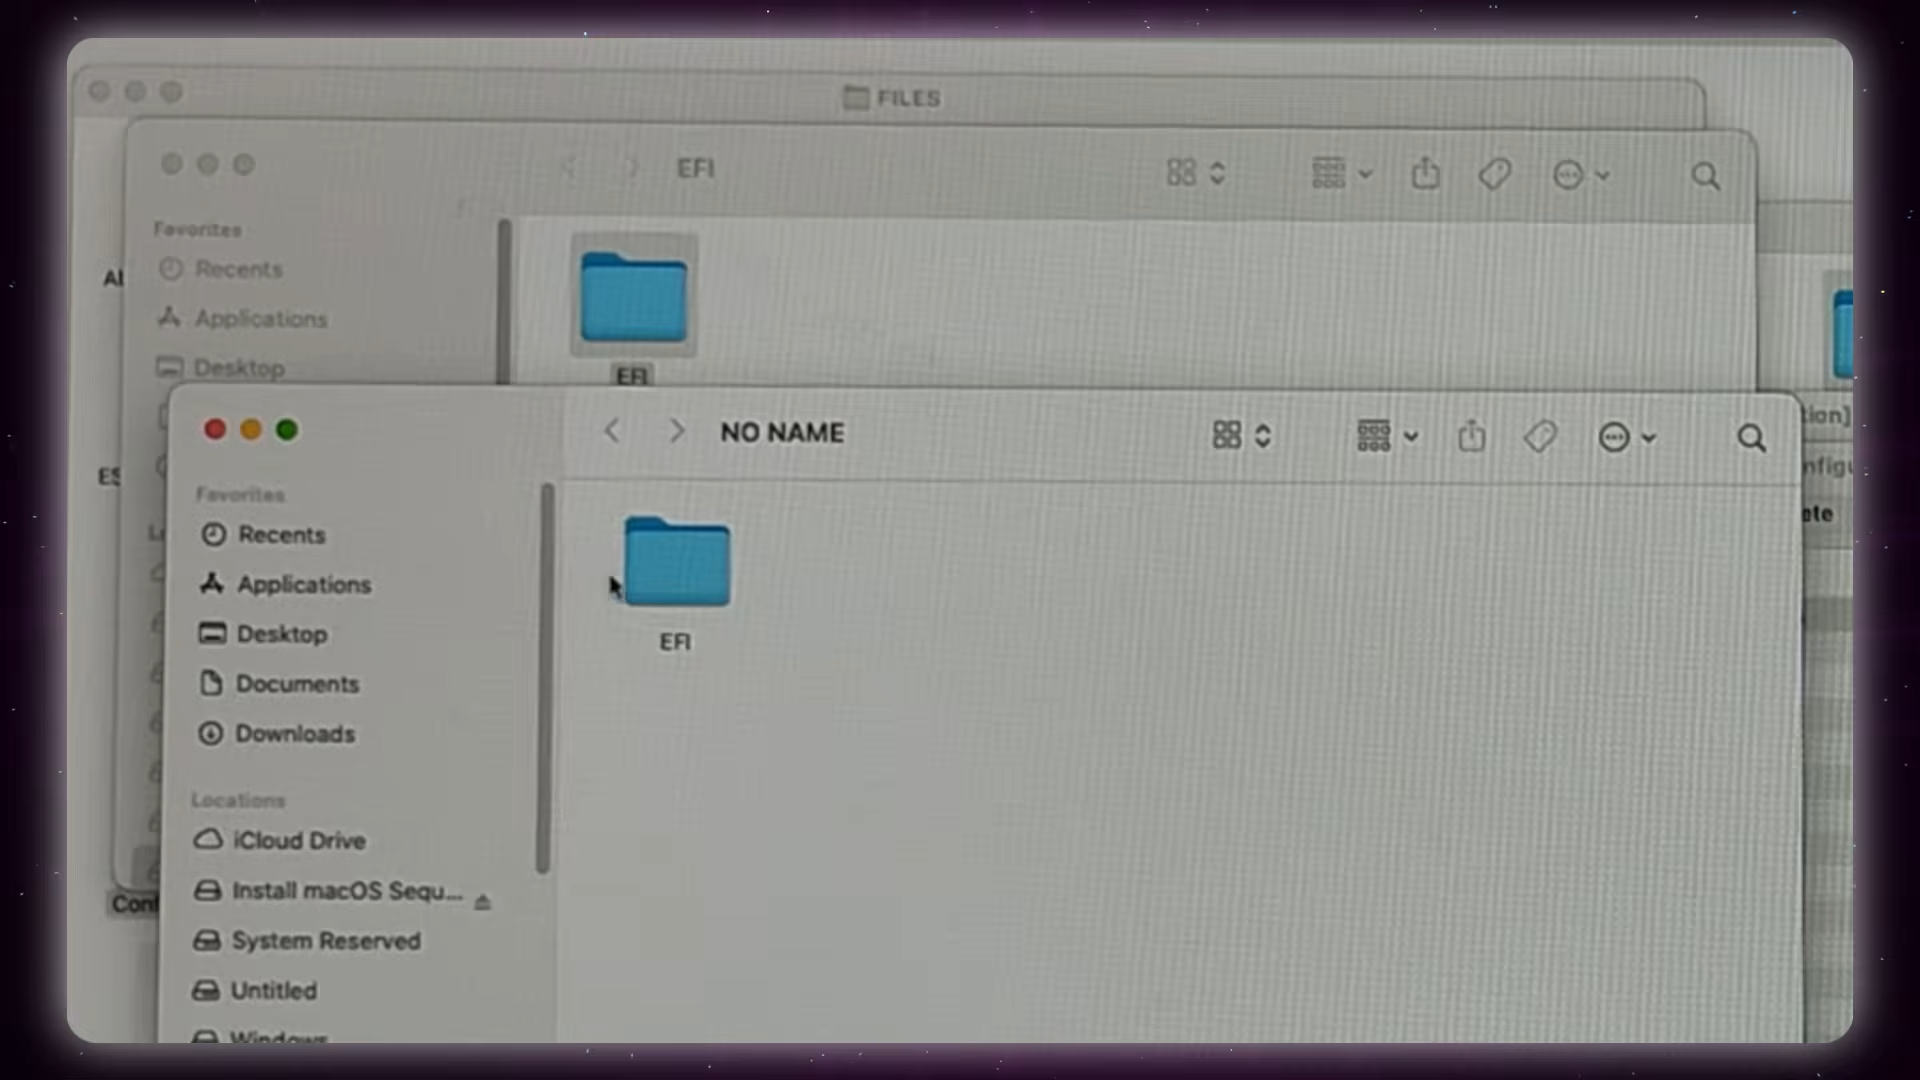 FILES
EFI
Favorites
Recents
Applications
Desktop
EFI
NO NAME
Favorites
Recents
Applications
Desktop
Documents
Downloads
Locations
iCloud Drive
Install macOS Sequ...
System Reserved
Untitled
Windows
EFI